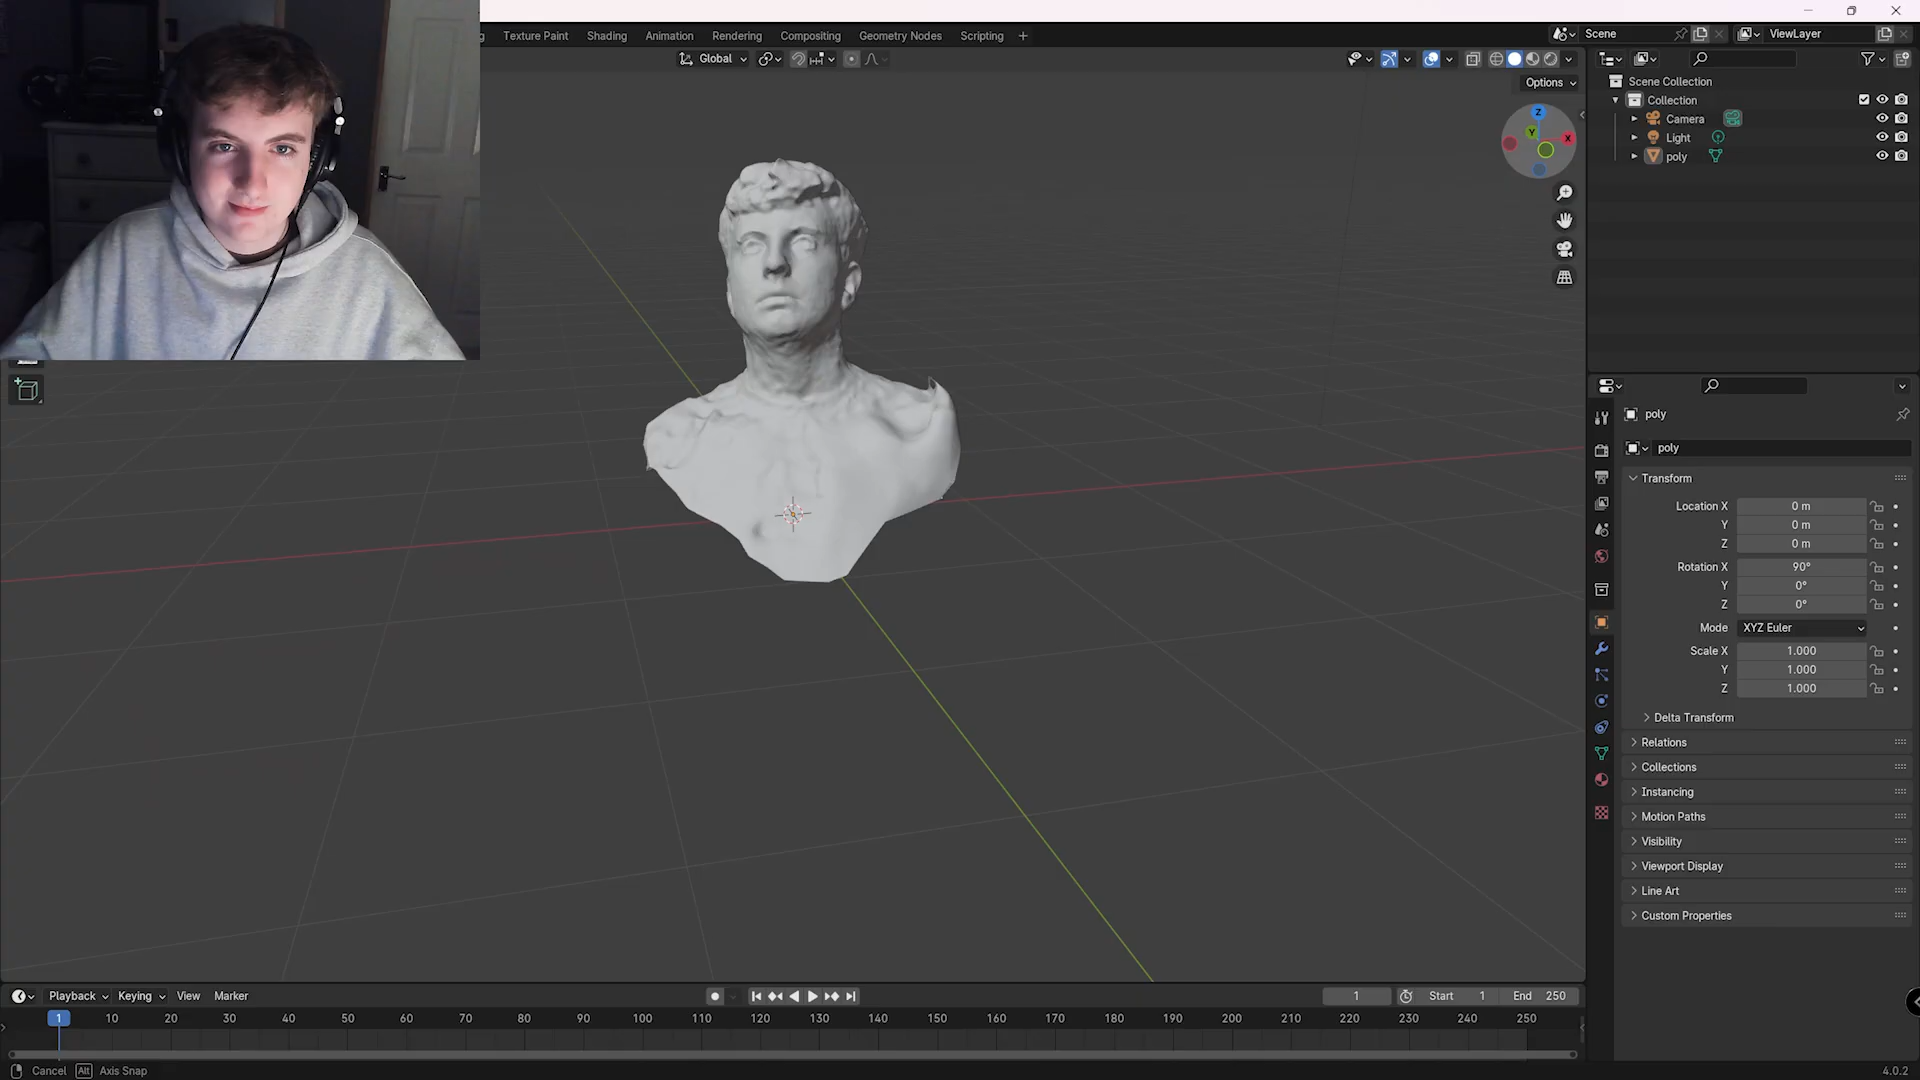 Texture Paint Shading Animation Rendering Compositing Geometry Nodes Scripting +
Scene
ViewLayer
Global
Options
Z
Y
X
Scene Collection
Collection
Camera
Light
poly
poly
poly
Transform
Location X 0 m
Y 0 m
Z 0 m
Rotation X 90°
Y 0°
Z 0°
Mode XYZ Euler
Scale X 1.000
Y 1.000
Z 1.000
Delta Transform
Relations
Collections
Instancing
Motion Paths
Visibility
Viewport Display
Line Art
Custom Properties
Playback Keying View Marker
1 Start 1 End 250
1 10 20 30 40 50 60 70 80 90 100 110 120 130 140 150 160 170 180 190 200 210 220 230 240 250
Cancel Alt Axis Snap
4.0.2